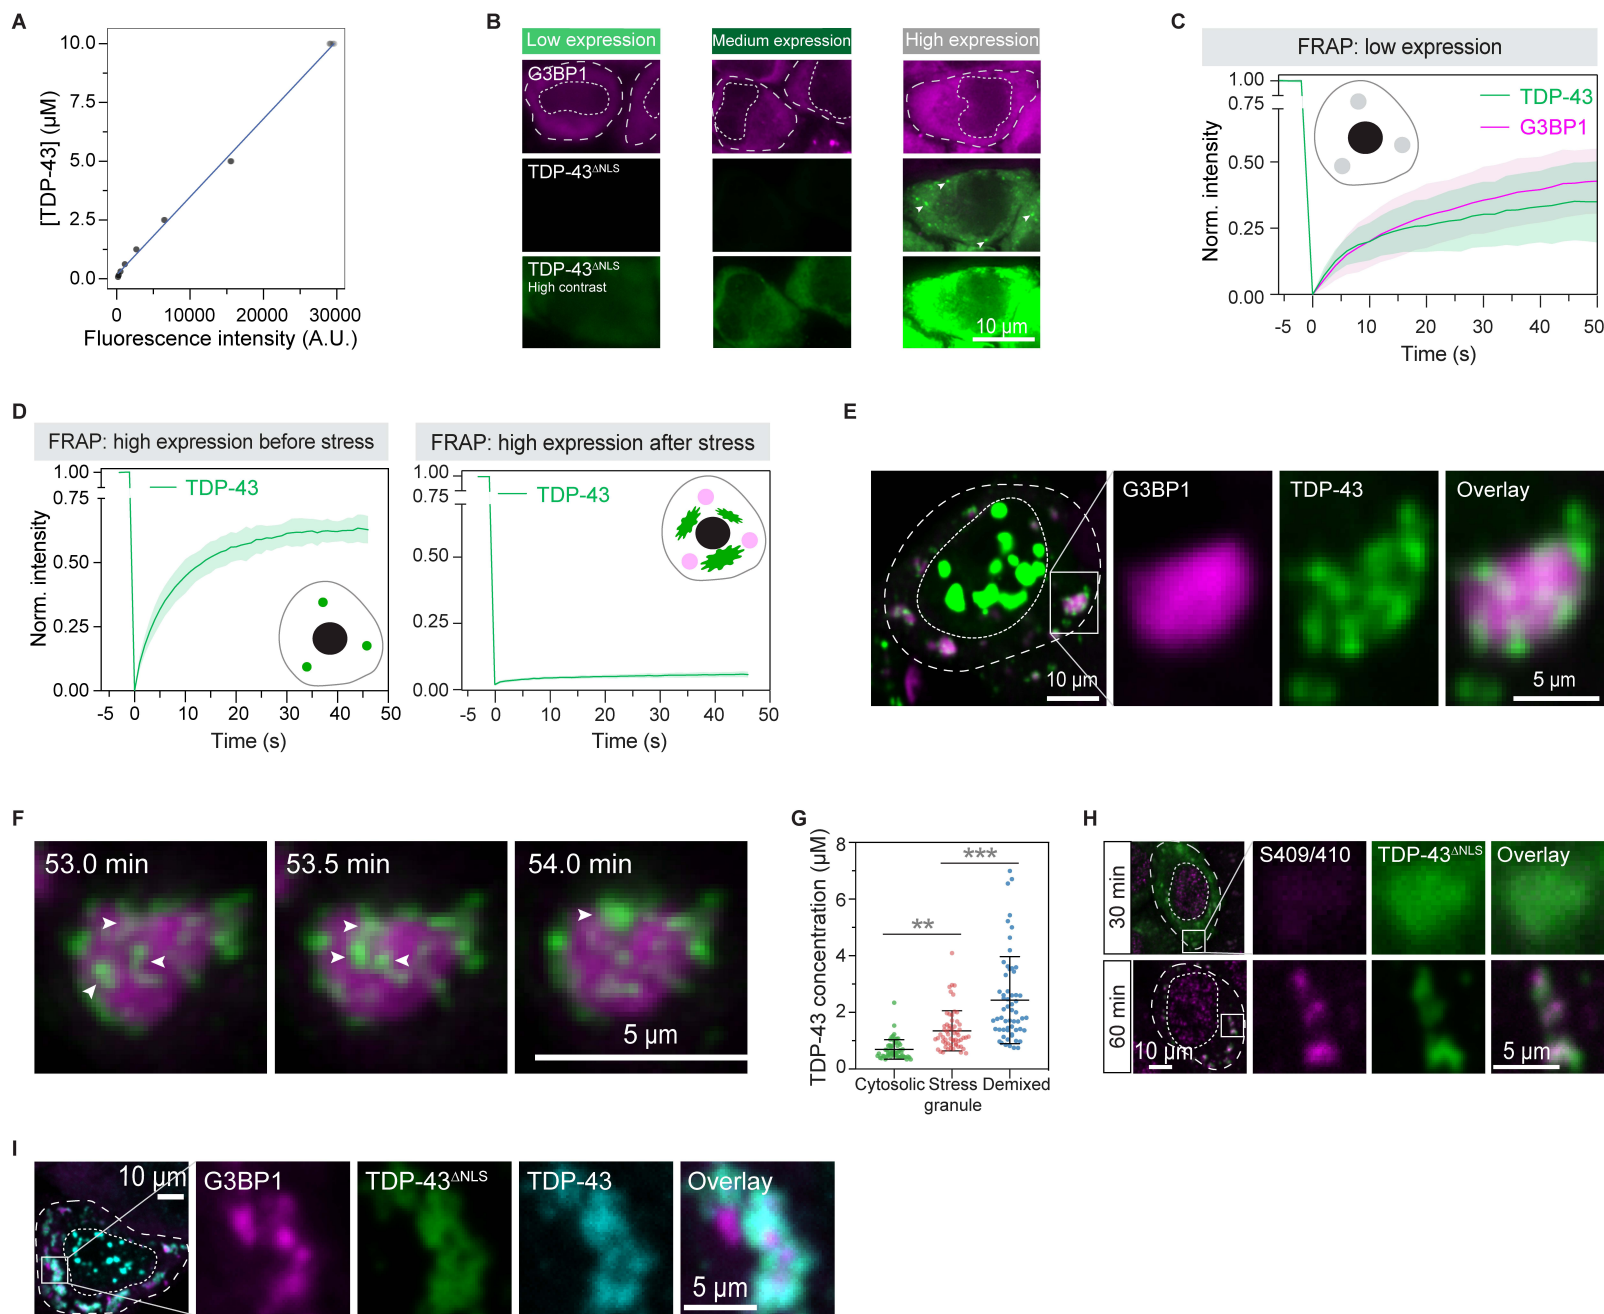 A
[TDP-43] (µM)
10.0
7.5
5.0
2.5
0.0
0 10000 20000 30000
Fluorescence intensity (A.U.)
B
Low expression Medium expression High expression
G3BP1
TDP-43ΔNLS
TDP-43ΔNLS
High contrast
10 µm
C
FRAP: low expression
Norm. intensity
1.00
0.75
0.50
0.25
0.00
TDP-43
G3BP1
-5 0 10 20 30 40 50
Time (s)
D
FRAP: high expression before stress
Norm. intensity
1.00
0.75
0.50
0.25
0.00
TDP-43
-5 0 10 20 30 40 50
Time (s)
FRAP: high expression after stress
1.00
0.75
0.50
0.25
0.00
TDP-43
-5 0 10 20 30 40 50
Time (s)
E
G3BP1 TDP-43 Overlay
10 µm 5 µm
F
53.0 min 53.5 min 54.0 min
5 µm
G
TDP-43 concentration (µM)
8
6
4
2
0
** ***
Cytosolic Stress Demixed
granule
H
30 min
60 min
S409/410 TDP-43ΔNLS Overlay
10 µm 5 µm
I
10 µm
G3BP1 TDP-43ΔNLS TDP-43 Overlay
5 µm